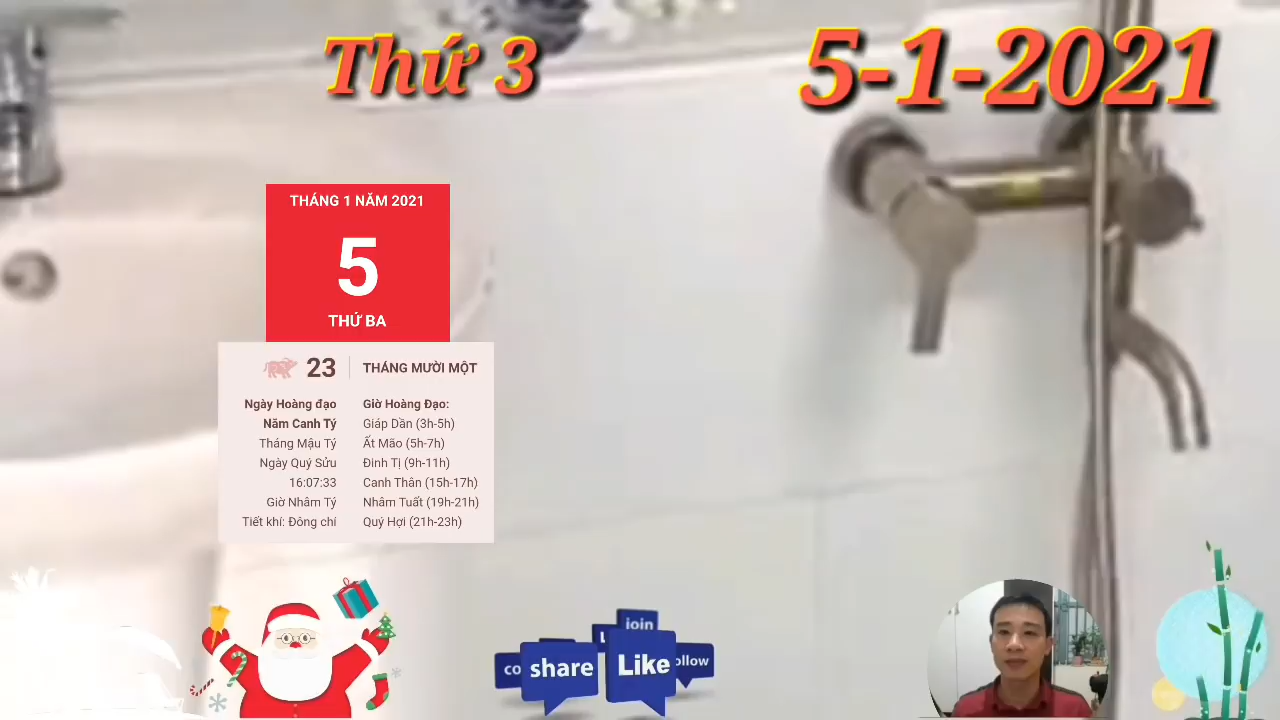 Thứ 3
5-1-2021
THÁNG 1 NĂM 2021
5
THỨ BA
23
THÁNG MƯỜI MỘT
Ngày Hoàng đạo
Năm Canh Tý
Tháng Mậu Tý
Ngày Quý Sửu
16:07:33
Giờ Nhâm Tý
Tiết khí: Đông chí
Giờ Hoàng Đạo:
Giáp Dần (3h-5h)
Ất Mão (5h-7h)
Đinh Tị (9h-11h)
Canh Thân (15h-17h)
Nhâm Tuất (19h-21h)
Quý Hợi (21h-23h)
join
share
Like